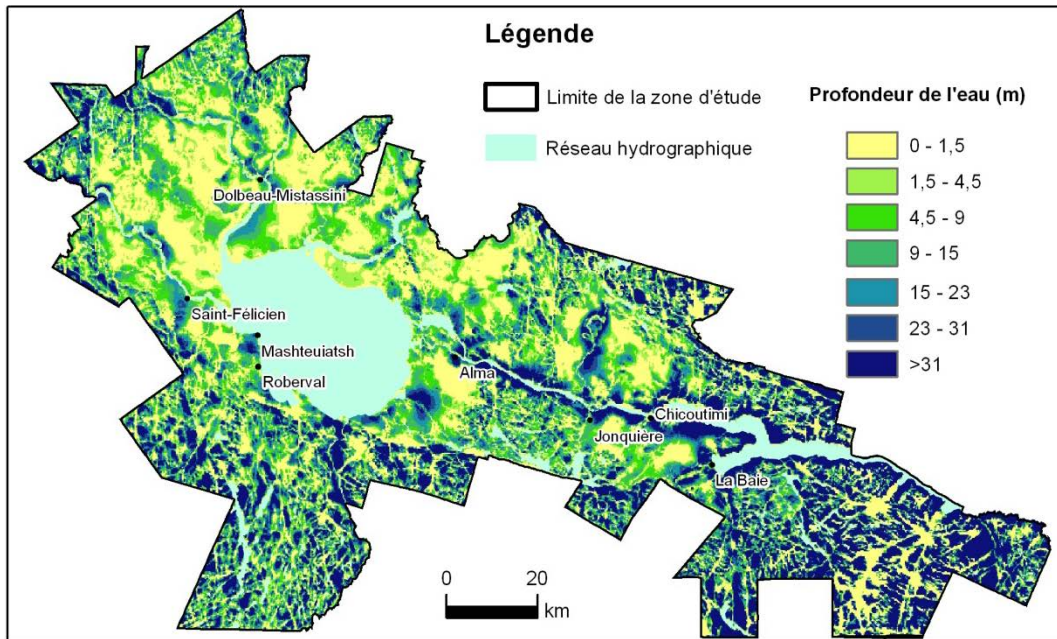 Légende
Limite de la zone d'étude
Réseau hydrographique
Profondeur de l'eau (m)
0 - 1,5
1,5 - 4,5
4,5 - 9
9 - 15
15 - 23
23 - 31
>31
Dolbeau-Mistassini
Saint-Félicien
Mashteuiatsh
Roberval
Alma
Chicoutimi
Jonquière
La Baie
0 20
km